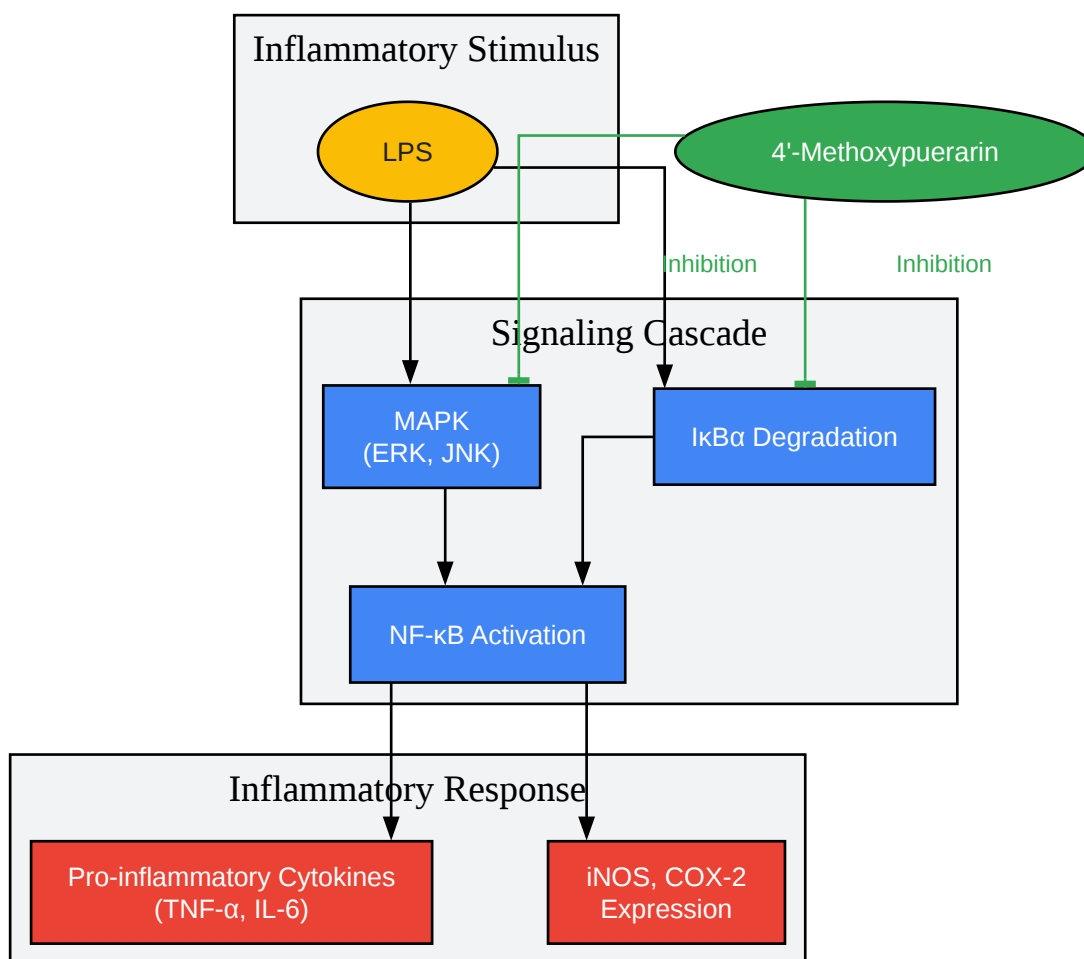 Inflammatory Stimulus
LPS
4'-Methoxypuerarin
Inhibition
Inhibition
Signaling Cascade
MAPK
(ERK, JNK)
IκBα Degradation
NF-κB Activation
Inflammatory Response
Pro-inflammatory Cytokines
(TNF-α, IL-6)
iNOS, COX-2
Expression